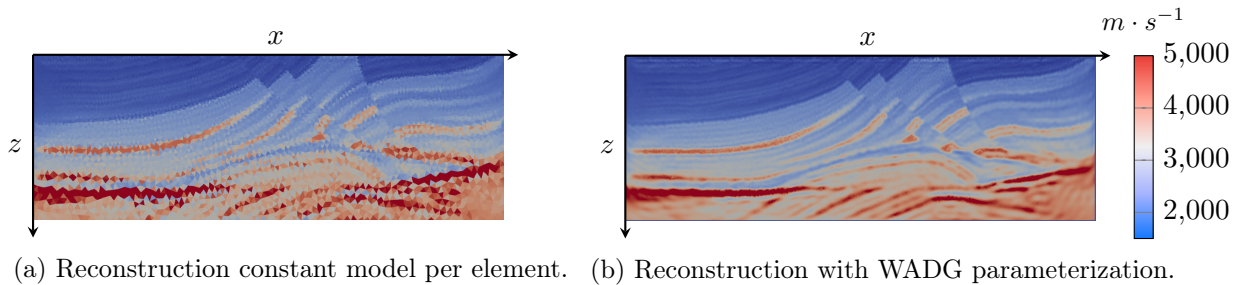 x
z
x
z
m · s⁻¹
5,000
4,000
3,000
2,000
(a) Reconstruction constant model per element.
(b) Reconstruction with WADG parameterization.